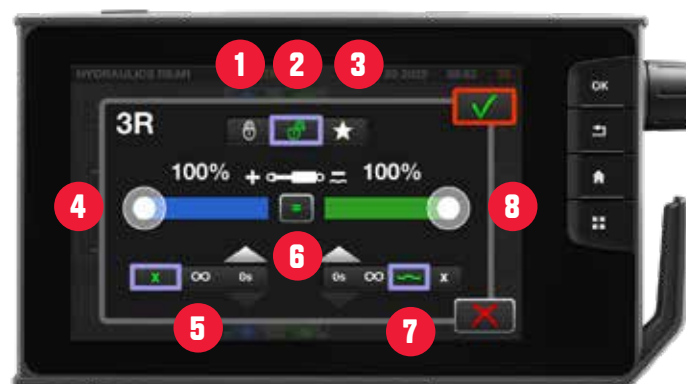 1 2 3
HYDRAULICS REAR
3R
100% + = 100%
4 = 8
6
X ∞ 0s 0s ∞ X
5 7
OK